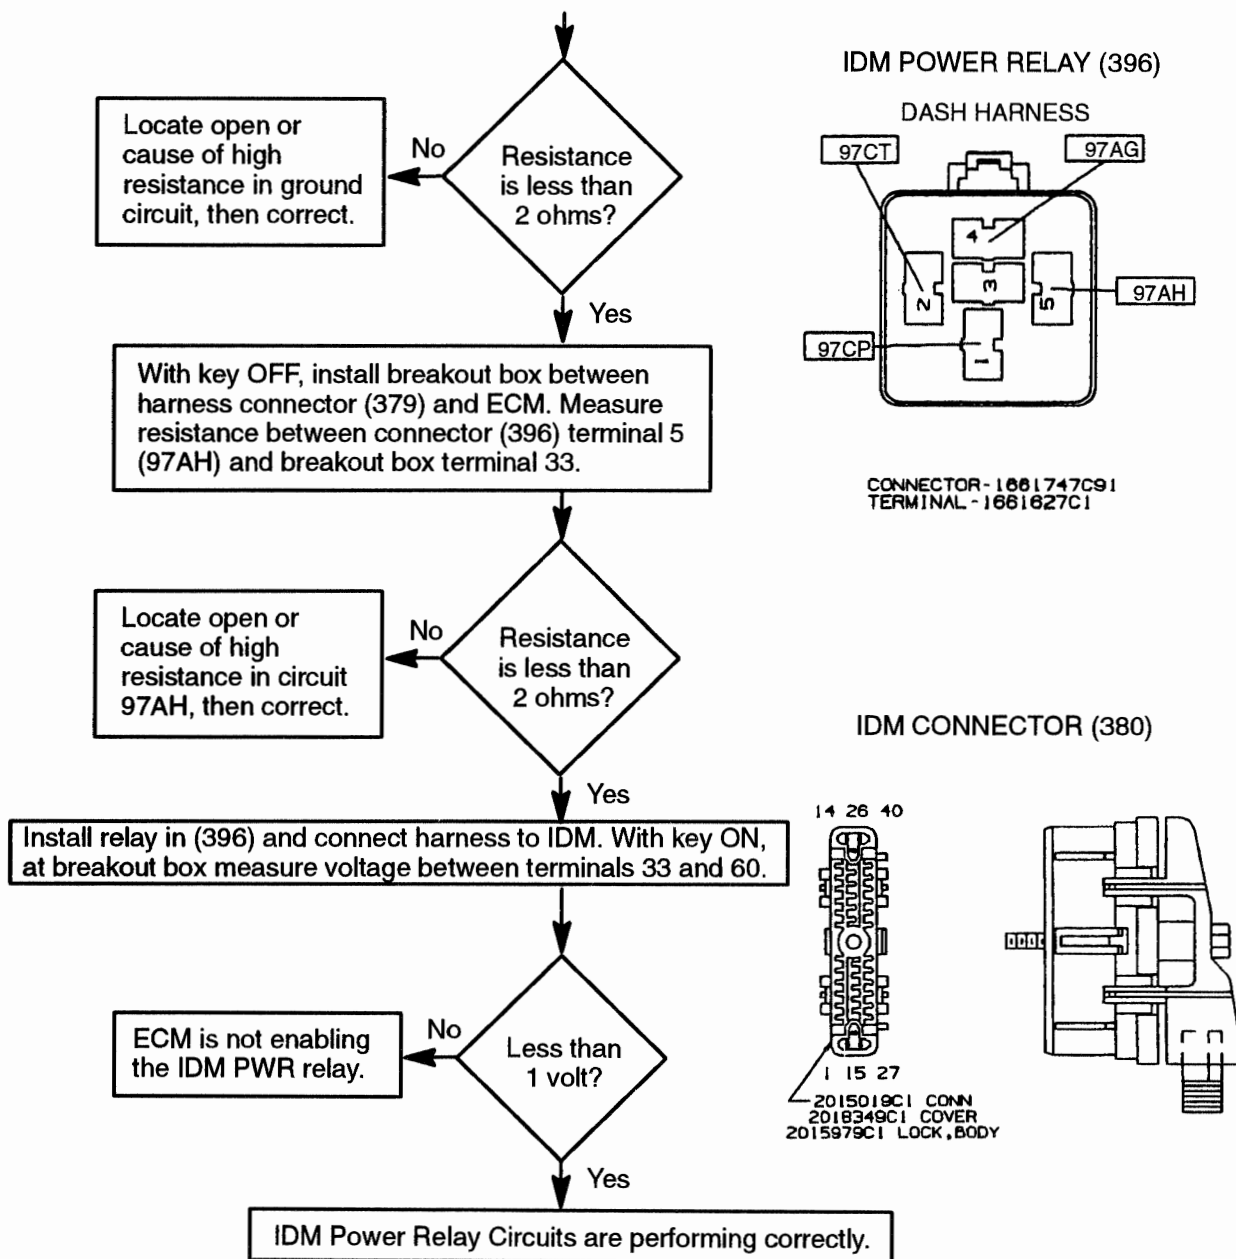 IDM POWER RELAY (396)
DASH HARNESS
97CT
97AG
4
3
2
5
1
97AH
97CP
CONNECTOR-1661747C91
TERMINAL-1661627C1
Resistance
is less than
2 ohms?
No
Locate open or
cause of high
resistance in ground
circuit, then correct.
Yes
With key OFF, install breakout box between
harness connector (379) and ECM. Measure
resistance between connector (396) terminal 5
(97AH) and breakout box terminal 33.
Resistance
is less than
2 ohms?
No
Locate open or
cause of high
resistance in circuit
97AH, then correct.
Yes
Install relay in (396) and connect harness to IDM. With key ON,
at breakout box measure voltage between terminals 33 and 60.
Less than
1 volt?
No
ECM is not enabling
the IDM PWR relay.
Yes
IDM Power Relay Circuits are performing correctly.
IDM CONNECTOR (380)
14 26 40
1 15 27
2015019C1 CONN
2018349C1 COVER
2015979C1 LOCK,BODY